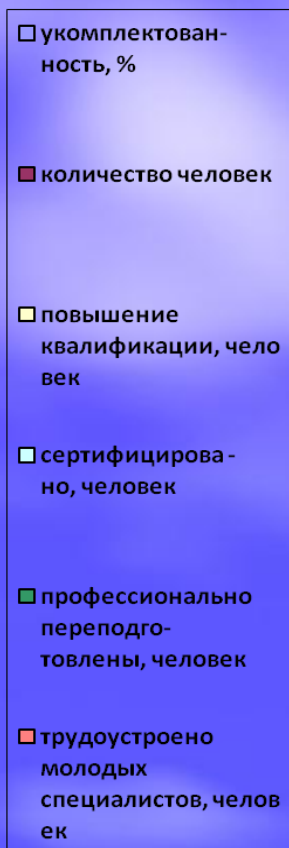 укомплектован-
ность, %
количество человек
повышение
квалификации, чело
век
сертифицирова -
но, человек
профессионально
переподго-
товлены, человек
трудоустроено
молодых
специалистов, челов
ек